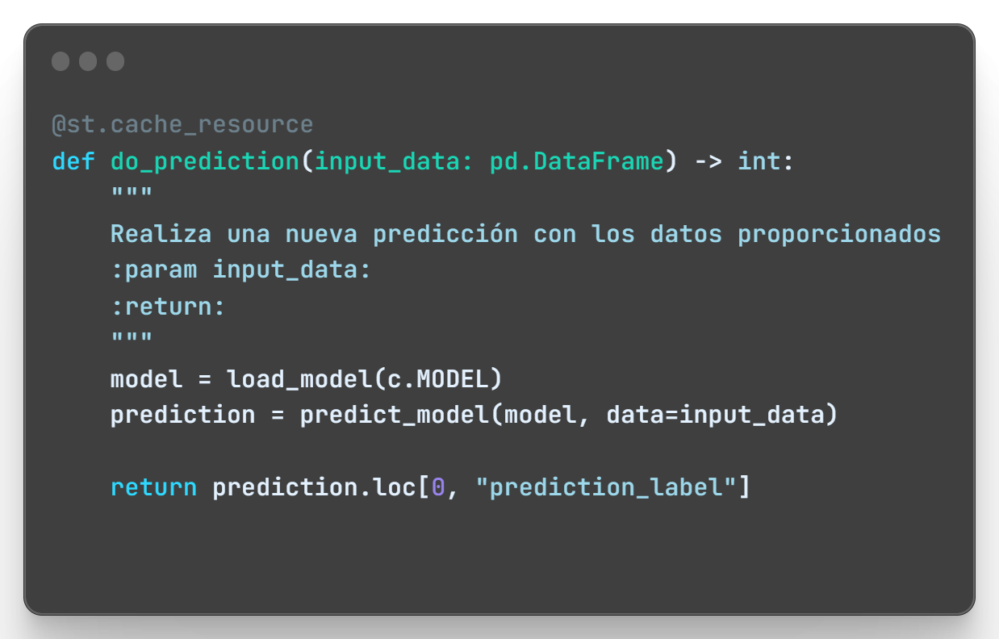 @st.cache_resource
def do_prediction(input_data: pd.DataFrame) -> int:
    """
    Realiza una nueva predicción con los datos proporcionados
    :param input_data:
    :return:
    """
    model = load_model(c.MODEL)
    prediction = predict_model(model, data=input_data)

    return prediction.loc[0, "prediction_label"]